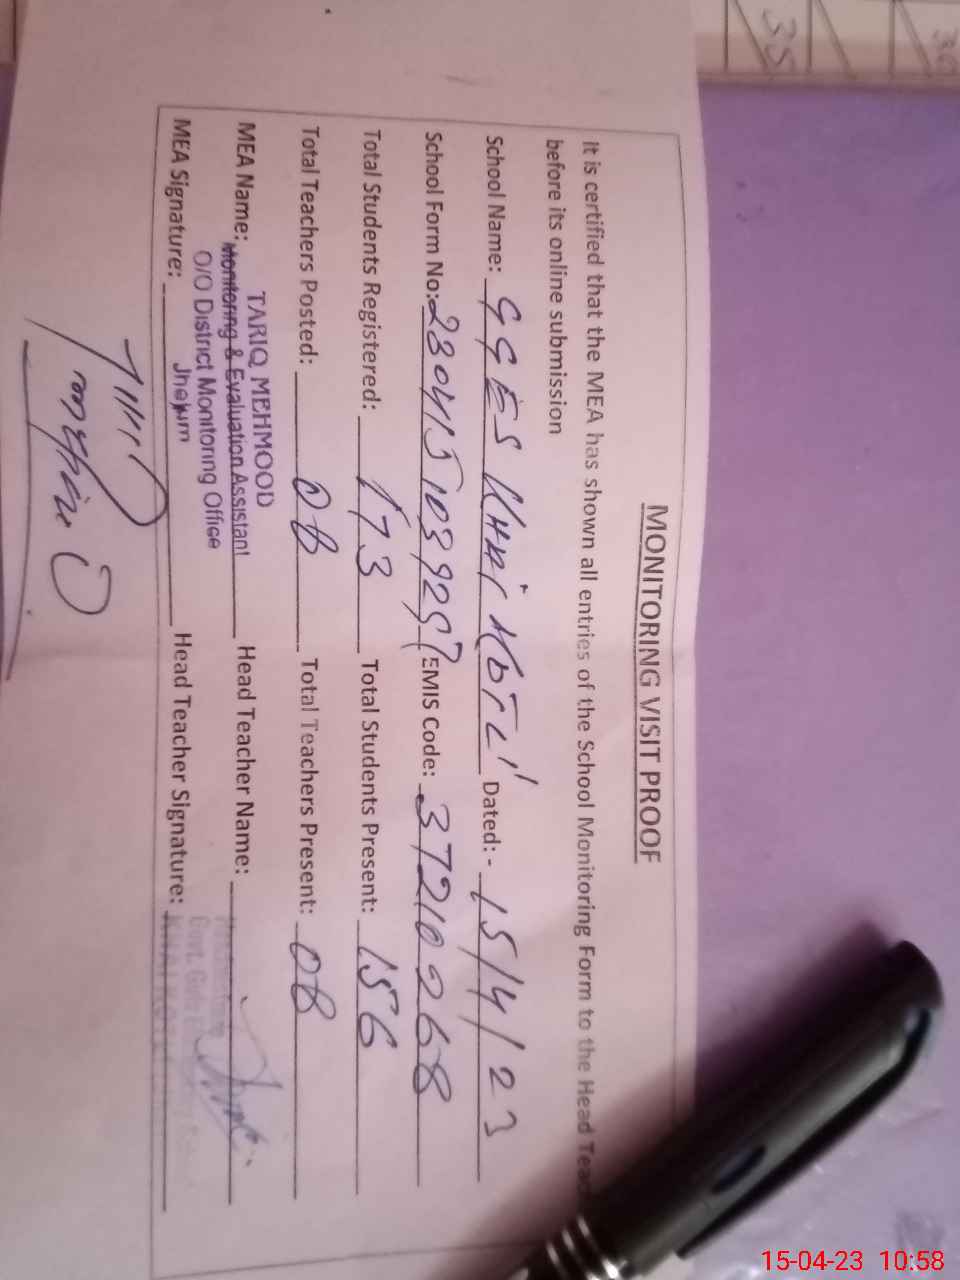 MONITORING VISIT PROOF
It is certified that the MEA has shown all entries of the School Monitoring Form to the Head Tea
before its online submission
School Name: GGES KHAI KOTLI Dated:- 15/4/23
School Form No: EMIS Code: 37210268
Total Students Registered: 173 Total Students Present: 156
Total Teachers Posted: 08 Total Teachers Present: 08
MEA Name: TARIQ MEHMOOD Head Teacher Name:
Monitoring & Evaluation Assistant
O/O District Monitoring Office
Jhelum
MEA Signature: Head Teacher Signature:
Govt. Girls
35
15-04-23 10:58